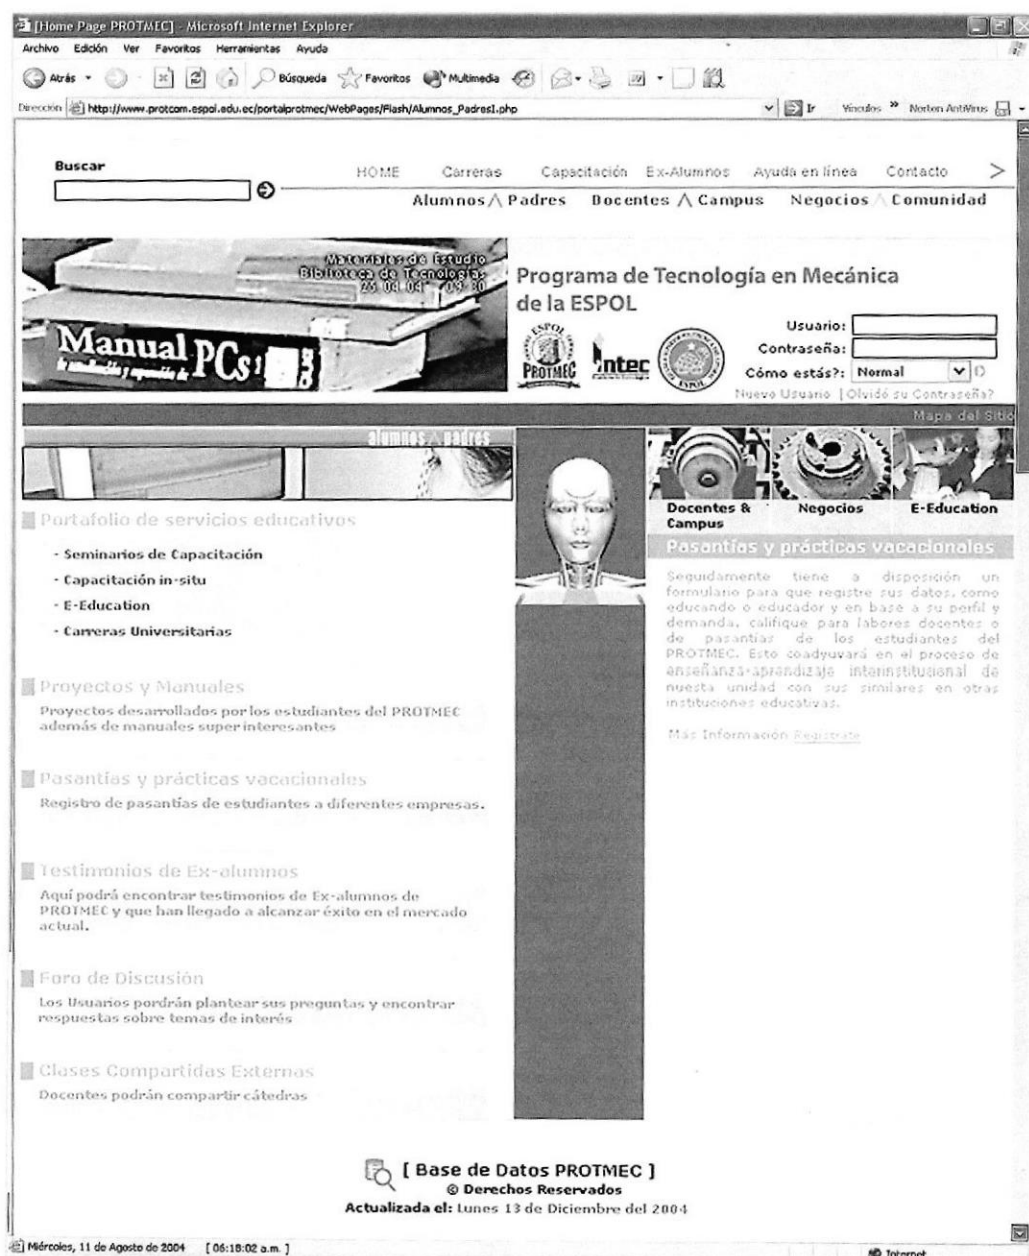 [Home Page PROTMEC] - Microsoft Internet Explorer
Archivo Edición Ver Favoritos Herramientas Ayuda
Atrás Búsqueda Favoritos Multimedia
Dirección http://www.protcom.espol.edu.ec/portalprotmec/WebPages/Flash/Alumnos_Padres1.php Ir Vínculos » Norton AntiVirus
Buscar
HOME Carreras Capacitación Ex-Alumnos Ayuda en línea Contacto >
Alumnos Padres Docentes Campus Negocios Comunidad
Materiales de Estudio
Biblioteca de Tecnologías
Manual PCs
Programa de Tecnología en Mecánica
de la ESPOL
ESPOL
PROTMEC
intec
ESPOL
Usuario:
Contraseña:
Cómo estás?: Normal
Nuevo Usuario | Olvidó su Contraseña?
Mapa del Sitio
alumnos padres
Docentes & Campus
Negocios
E-Education
Portafolio de servicios educativos
- Seminarios de Capacitación
- Capacitación in-situ
- E-Education
- Carreras Universitarias
Proyectos y Manuales
Proyectos desarrollados por los estudiantes del PROTMEC
además de manuales super interesantes
Pasantías y prácticas vacacionales
Registro de pasantías de estudiantes a diferentes empresas.
Testimonios de Ex-alumnos
Aquí podrá encontrar testimonios de Ex-alumnos de
PROTMEC y que han llegado a alcanzar éxito en el mercado
actual.
Foro de Discusión
Los Usuarios pordrán plantear sus preguntas y encontrar
respuestas sobre temas de interés
Clases Compartidas Externas
Docentes podrán compartir cátedras
Pasantías y prácticas vacacionales
Seguidamente tiene a disposición un
formulario para que registre sus datos, como
educando o educador y en base a su perfil y
demanda, califique para labores docentes o
de pasantías de los estudiantes del
PROTMEC. Esto coadyuvará en el proceso de
enseñanza-aprendizaje interinstitucional de
nuesta unidad con sus similares en otras
instituciones educativas.
Más Información Registrate
[ Base de Datos PROTMEC ]
© Derechos Reservados
Actualizada el: Lunes 13 de Diciembre del 2004
Miércoles, 11 de Agosto de 2004 [ 06:18:02 a.m. ] Internet